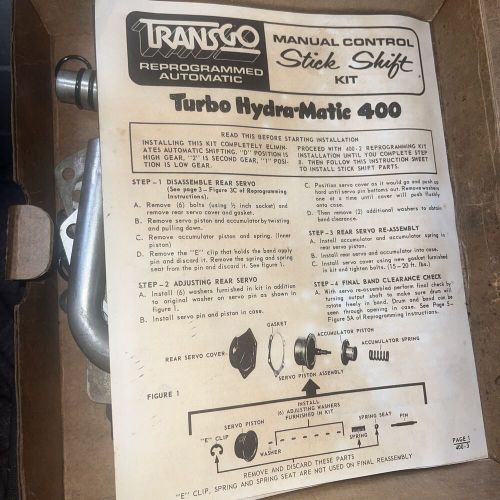 TRANSGO
REPROGRAMMED
AUTOMATIC
MANUAL CONTROL
Stick Shift
KIT
Turbo Hydra-Matic 400
READ THIS BEFORE STARTING INSTALLATION
INSTALLING THIS KIT COMPLETELY ELIMIN-
ATES AUTOMATIC SHIFTING. "D" POSITION IS
HIGH GEAR, "2" IS SECOND GEAR, "1" POSI-
TION IS LOW GEAR.
PROCEED WITH 400-2 REPROGRAMMING KIT
INSTALLATION UNTIL YOU COMPLETE STEP
8. THEN FOLLOW THIS INSTRUCTION SHEET
TO INSTALL STICK SHIFT PARTS.
STEP-1 DISASSEMBLE REAR SERVO
(See page 3 - Figure 3C of Reprogramming
Instructions).
A. Remove (6) bolts (using ½ inch socket) and
remove rear servo cover and gasket.
B. Remove servo piston and accumulator by twisting
and pulling down.
C. Remove accumulator piston and spring. (Inner
piston)
D. Remove the "E" clip that holds the band apply
pin and discard it. Remove the spring and spring
seat from the pin and discard it. See figure 1.
STEP-2 ADJUSTING REAR SERVO
A. Install (6) washers furnished in kit in addition
to original washer on servo pin as shown in
figure 1.
B. Install servo pin and piston in case.
C. Position servo cover as it would go and push go
hard until servo pin bottoms out. Remove washers
one at a time until cover will push flushly
onto case.
D. Then remove (2) additional washers to obtain
band clearance.
STEP-3 REAR SERVO RE-ASSEMBLY
A. Install accumulator and accumulator spring in
rear servo piston.
B. Install rear servo and accumulator into case.
C. Install servo cover using new gasket furnished
in kit and tighten bolts. (15-20 ft. lbs.)
STEP-4 FINAL BAND CLEARANCE CHECK
A. With servo re-assembled perform final check by
turning output shaft to make sure drum will
rotate freely in band. Drum and band can be
seen through opening in case. See Page 5-
Figure 5A of Reprogramming Instructions.
GASKET
ACCUMULATOR PISTON
ACCUMULATOR SPRING
REAR SERVO COVER
SERVO PISTON ASSEMBLY
FIGURE 1
INSTALL
(6) ADJUSTING WASHERS
FURNISHED IN KIT
SERVO PISTON
SPRING SEAT
PIN
"E" CLIP
WASHER
SPRING
REMOVE AND DISCARD THESE PARTS
"E" CLIP, SPRING AND SPRING SEAT ARE NOT USED ON FINAL REASSEMBLY
PAGE 1
400-3